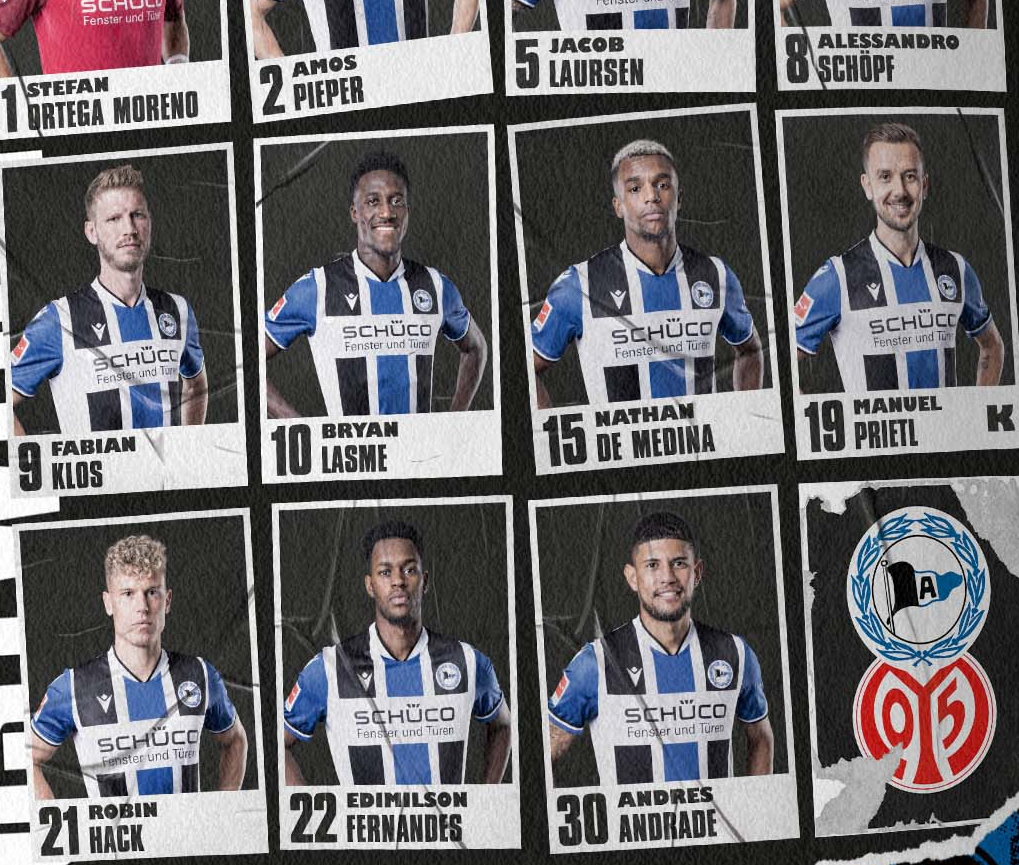 SCHÜCO
Fenster und Türen
1 STEFAN
ORTEGA MORENO
2 AMOS
PIEPER
5 JACOB
LAURSEN
8 ALESSANDRO
SCHÖPF
SCHÜCO
Fenster und Türen
9 FABIAN
KLOS
SCHÜCO
Fenster und Türen
10 BRYAN
LASME
SCHÜCO
Fenster und Türen
15 NATHAN
DE MEDINA
SCHÜCO
Fenster und Türen
19 MANUEL
PRIETL
K
SCHÜCO
Fenster und Türen
21 ROBIN
HACK
SCHÜCO
Fenster und Türen
22 EDIMILSON
FERNANDES
SCHÜCO
Fenster und Türen
30 ANDRES
ANDRADE
A
05